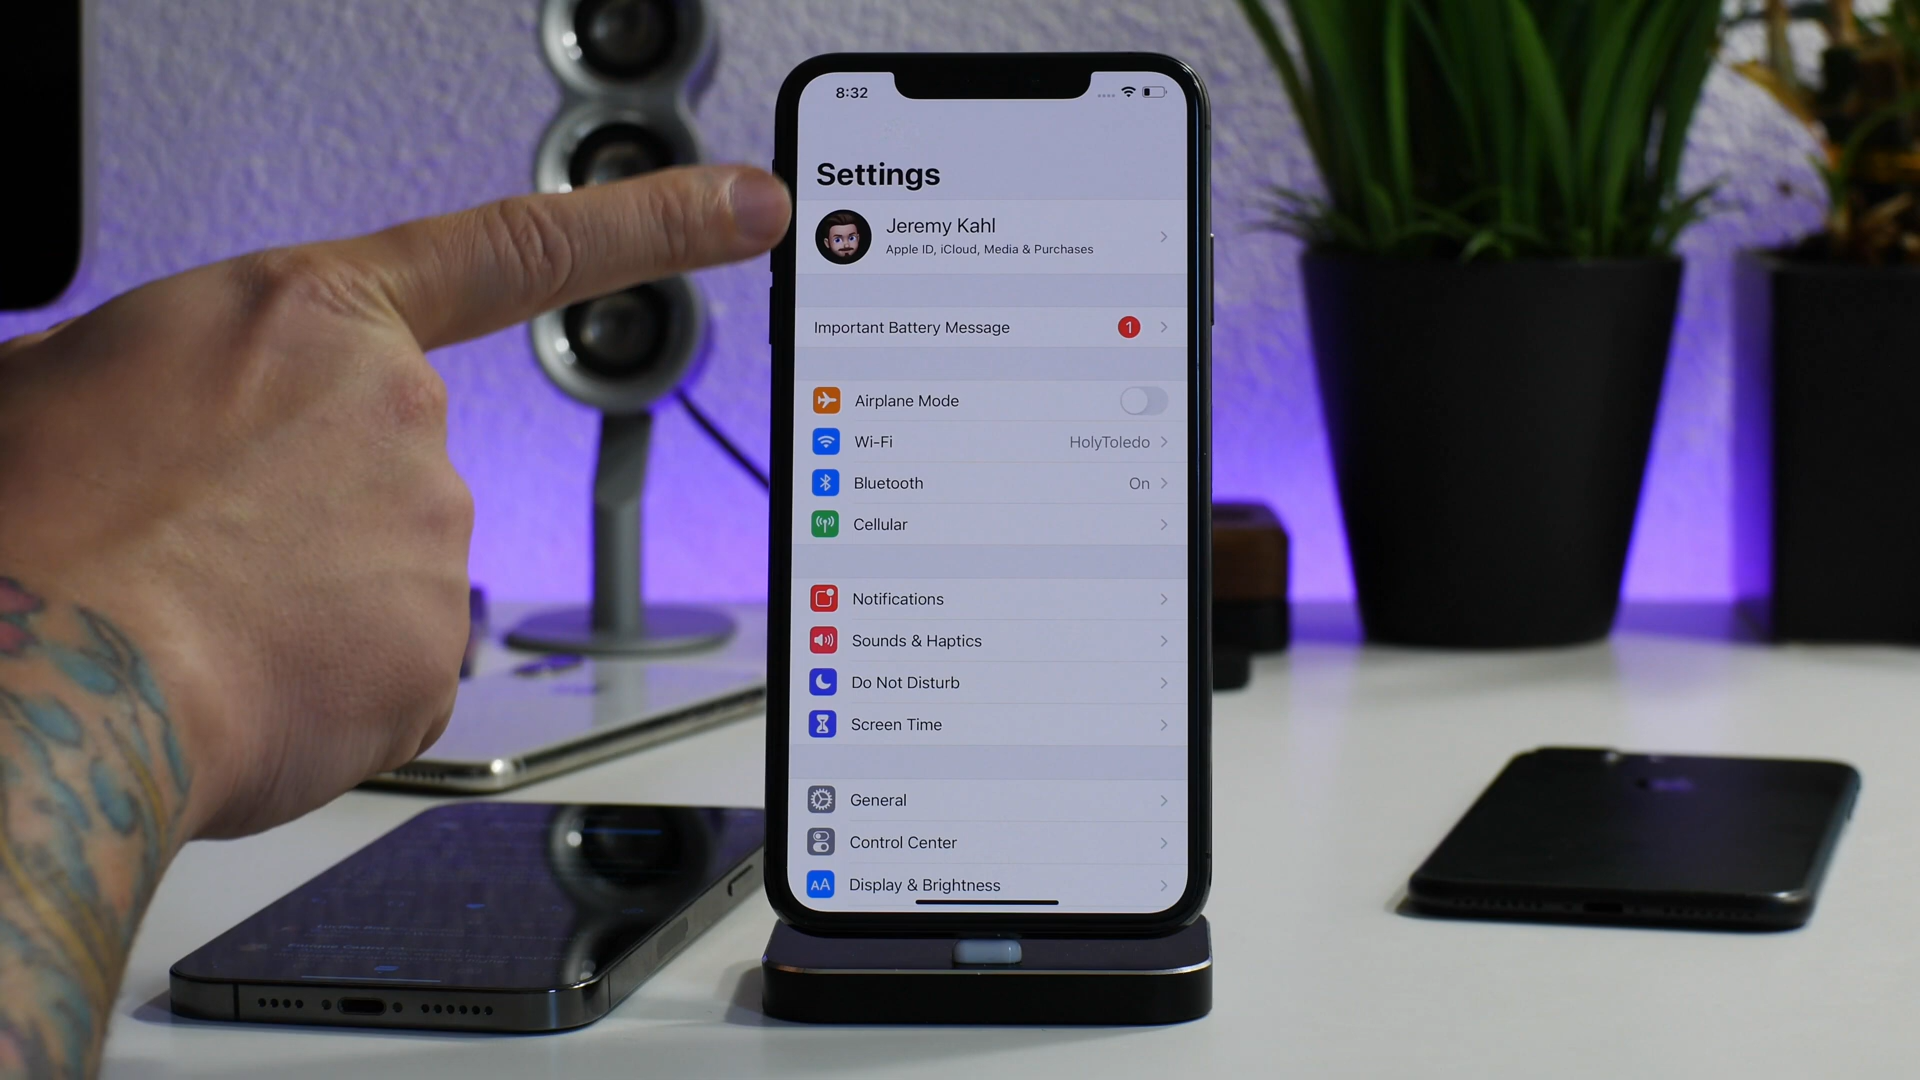 8:32
Settings
Jeremy Kahl
Apple ID, iCloud, Media & Purchases
Important Battery Message 1
Airplane Mode
Wi-Fi HolyToledo
Bluetooth On
Cellular
Notifications
Sounds & Haptics
Do Not Disturb
Screen Time
General
Control Center
AA Display & Brightness